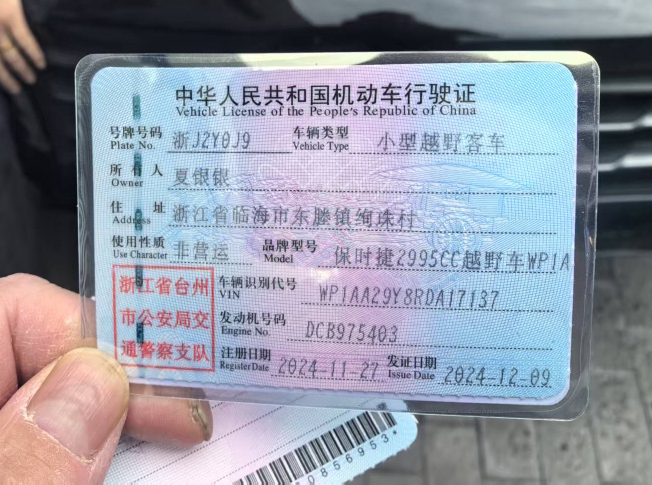 中华人民共和国机动车行驶证
Vehicle License of the People's Republic of China
号牌号码 浙J2Y0J9 车辆类型 小型越野客车
Plate No. Vehicle Type
所有人 夏银银
Owner
住址 浙江省临海市东塍镇绚珠村
Address
使用性质 非营运 品牌型号 保时捷2995CC越野车WP1A
Use Character Model
浙江省台州
市公安局交
通警察支队
车辆识别代号 WP1AA29Y8RDA17137
VIN
发动机号码 DCB975403
Engine No.
注册日期 2024-11-27 发证日期 2024-12-09
Register Date Issue Date
0856953